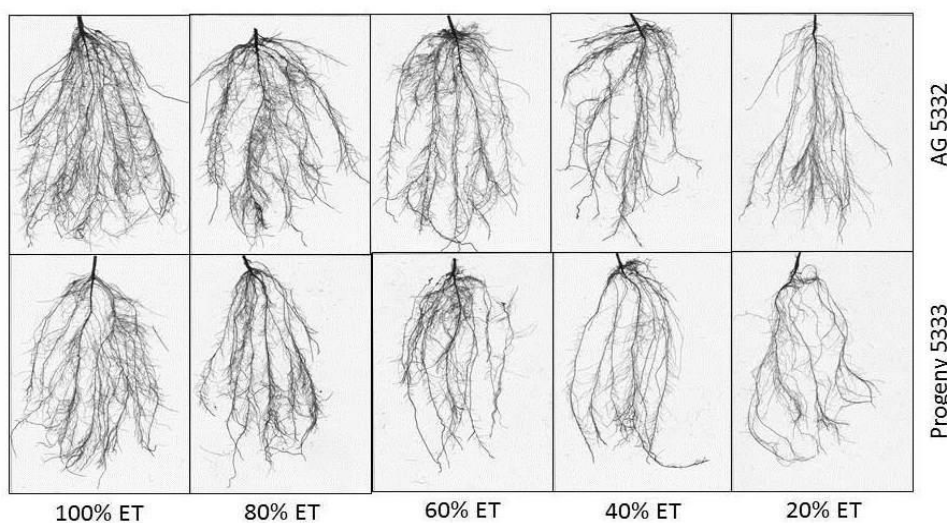 AG 5332
Progeny 5333
100% ET
80% ET
60% ET
40% ET
20% ET